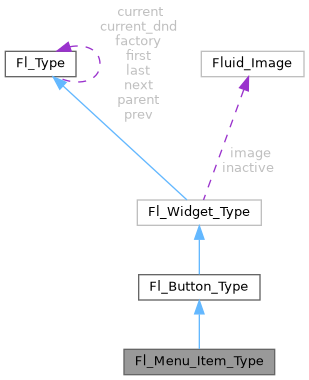 current
current_dnd
factory
first
last
next
parent
prev
Fl_Type
Fluid_Image
image
inactive
Fl_Widget_Type
Fl_Button_Type
Fl_Menu_Item_Type